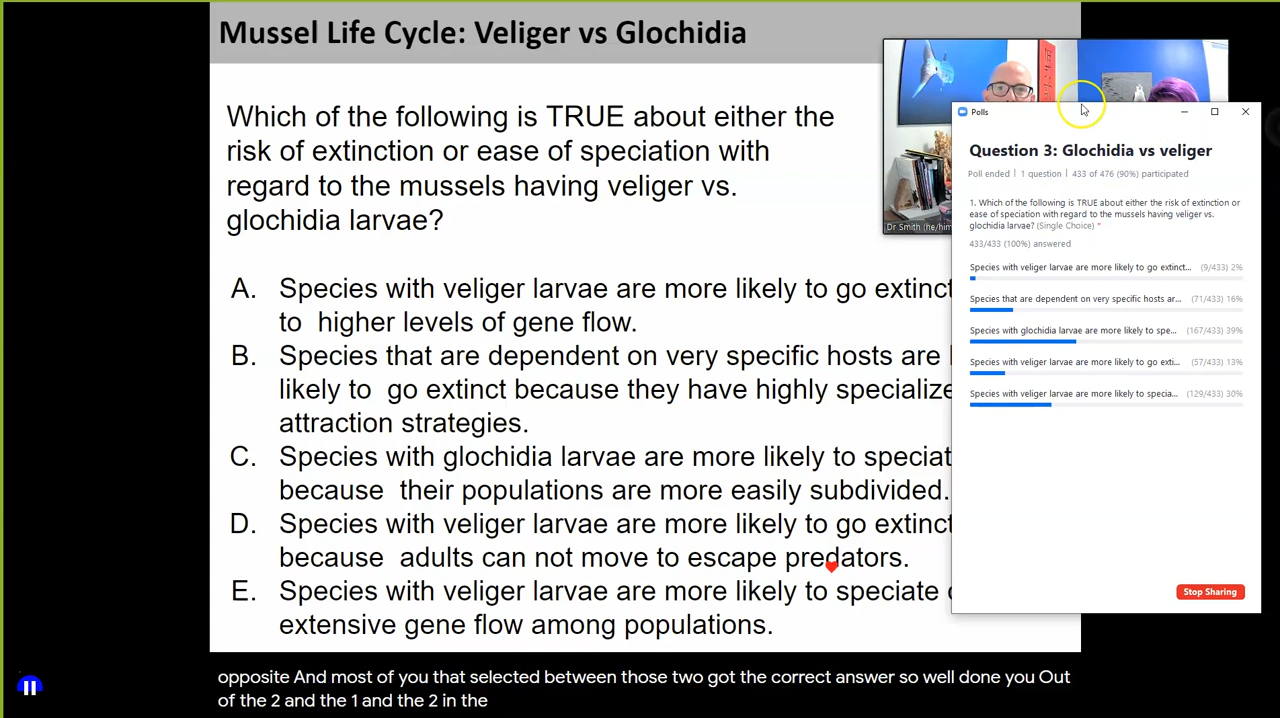 Mussel Life Cycle: Veliger vs Glochidia
Which of the following is TRUE about either the
risk of extinction or ease of speciation with
regard to the mussels having veliger vs.
glochidia larvae?
A. Species with veliger larvae are more likely to go extinct
to higher levels of gene flow.
B. Species that are dependent on very specific hosts are
likely to go extinct because they have highly specialize
attraction strategies.
C. Species with glochidia larvae are more likely to speciat
because their populations are more easily subdivided.
D. Species with veliger larvae are more likely to go extinct
because adults can not move to escape predators.
E. Species with veliger larvae are more likely to speciate
extensive gene flow among populations.
Dr Smith (he/him
Polls
Question 3: Glochidia vs veliger
Poll ended | 1 question | 433 of 476 (90%) participated
1. Which of the following is TRUE about either the risk of extinction or
ease of speciation with regard to the mussels having veliger vs.
glochidia larvae? (Single Choice) *
433/433 (100%) answered
Species with veliger larvae are more likely to go extinct... (9/433) 2%
Species that are dependent on very specific hosts ar... (71/433) 16%
Species with glochidia larvae are more likely to spe... (167/433) 39%
Species with veliger larvae are more likely to go exti... (57/433) 13%
Species with veliger larvae are more likely to specia... (129/433) 30%
Stop Sharing
opposite And most of you that selected between those two got the correct answer so well done you Out
of the 2 and the 1 and the 2 in the